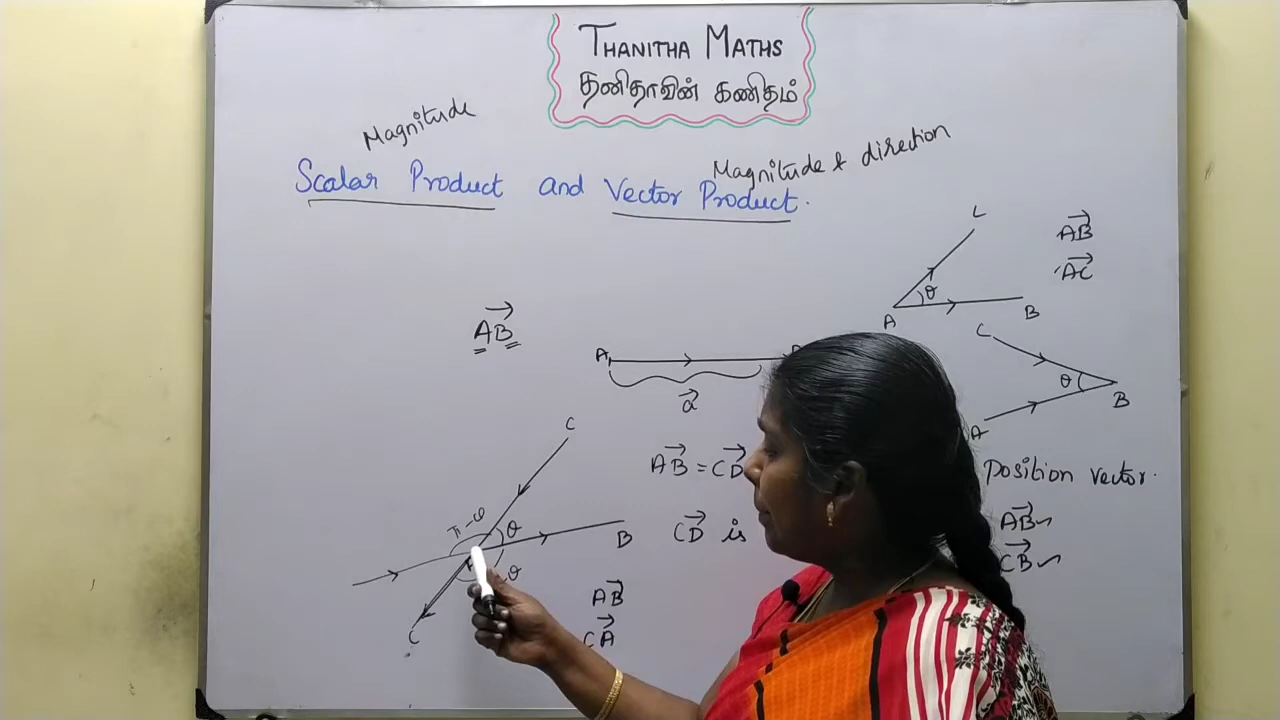 THANITHA MATHS
தனிதாவின் கணிதம்
Magnitude
Magnitude & direction
Scalar Product and Vector Product.
L
AB
AC
θ
A
B
AB
A
a
C
θ
B
A
C
AB = CD
Position vector.
π-φ
θ
B
CD is
AB
CB
θ
AB
CA
C